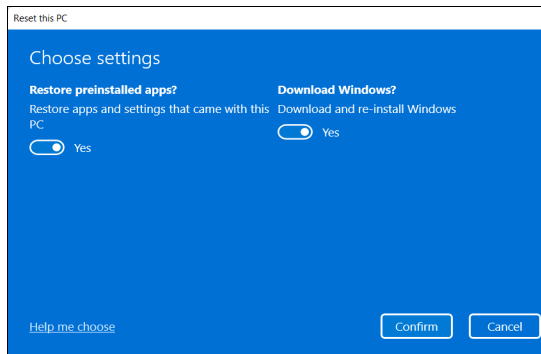 Reset this PC
Choose settings
Restore preinstalled apps?
Restore apps and settings that came with this
PC
Yes
Download Windows?
Download and re-install Windows
Yes
Help me choose
Confirm
Cancel